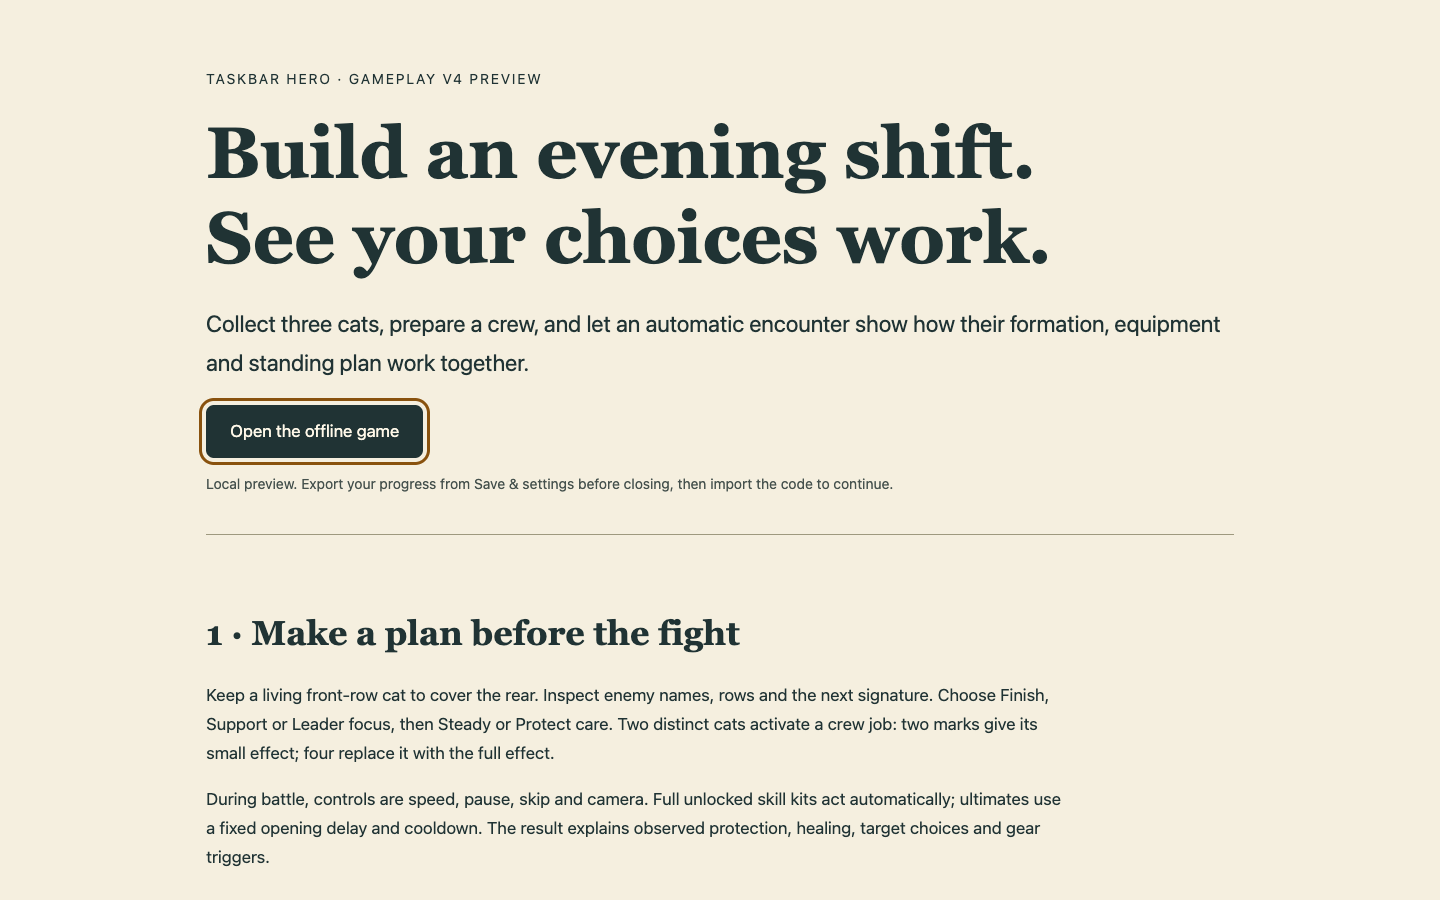 TASKBAR HERO · GAMEPLAY V4 PREVIEW
Build an evening shift.
See your choices work.
Collect three cats, prepare a crew, and let an automatic encounter show how their formation, equipment
and standing plan work together.
Open the offline game
Local preview. Export your progress from Save & settings before closing, then import the code to continue.
1 · Make a plan before the fight
Keep a living front-row cat to cover the rear. Inspect enemy names, rows and the next signature. Choose Finish,
Support or Leader focus, then Steady or Protect care. Two distinct cats activate a crew job: two marks give its
small effect; four replace it with the full effect.
During battle, controls are speed, pause, skip and camera. Full unlocked skill kits act automatically; ultimates use
a fixed opening delay and cooldown. The result explains observed protection, healing, target choices and gear
triggers.